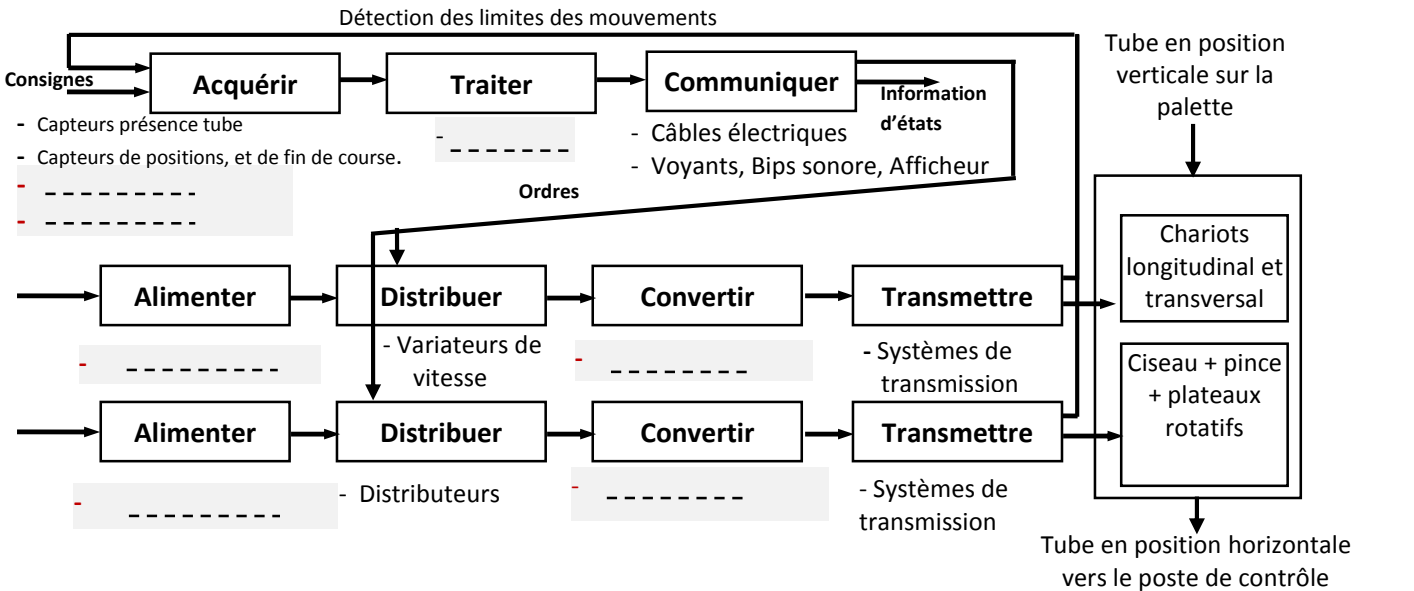 Détection des limites des mouvements
Consignes
Acquérir
Traiter
Communiquer
Information
d'états
- Capteurs présence tube
- Capteurs de positions, et de fin de course.
- _ _ _ _ _ _ _ _ _
- _ _ _ _ _ _ _ _ _
- _ _ _ _ _ _ _
- Câbles électriques
- Voyants, Bips sonore, Afficheur
Ordres
Tube en position
verticale sur la
palette
Alimenter
Distribuer
Convertir
Transmettre
- _ _ _ _ _ _ _ _ _
- Variateurs de
vitesse
- _ _ _ _ _ _ _ _
- Systèmes de
transmission
Chariots
longitudinal et
transversal
Alimenter
Distribuer
Convertir
Transmettre
- _ _ _ _ _ _ _ _ _
- Distributeurs
- _ _ _ _ _ _ _ _
- Systèmes de
transmission
Ciseau + pince
+ plateaux
rotatifs
Tube en position horizontale
vers le poste de contrôle